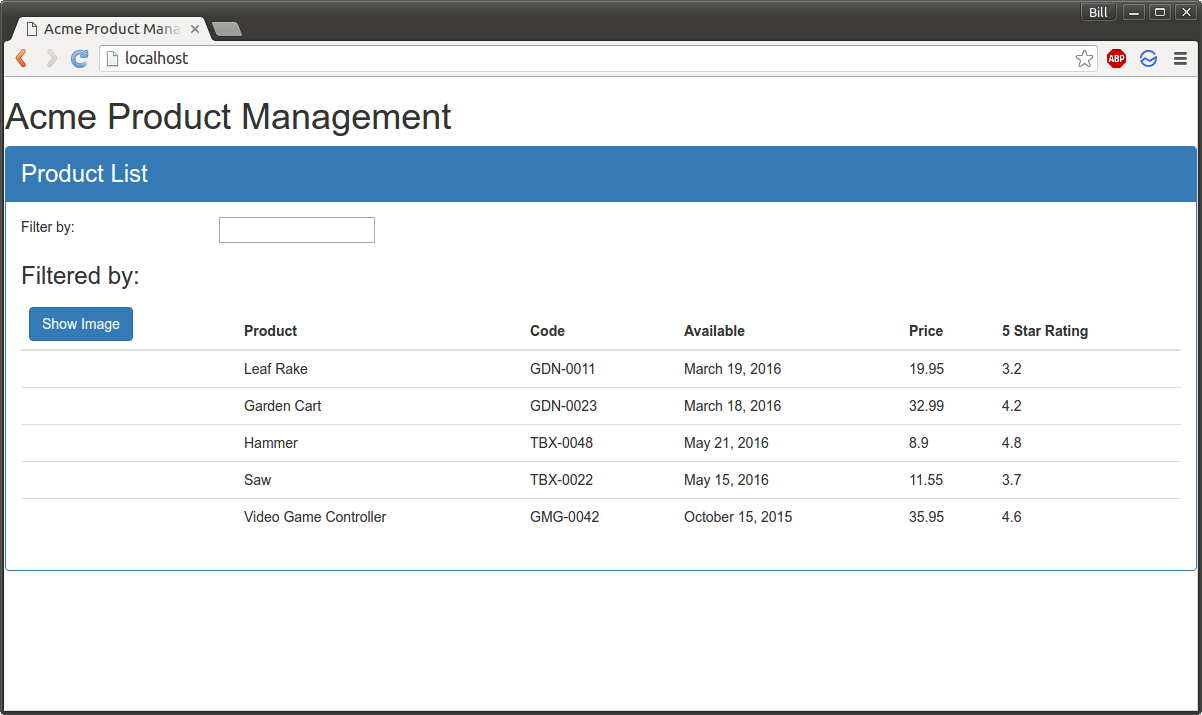 Bill
Acme Product Mana
localhost
ABP
Acme Product Management
Product List
Filter by:
Filtered by:
Show Image Product Code Available Price 5 Star Rating
Leaf Rake GDN-0011 March 19, 2016 19.95 3.2
Garden Cart GDN-0023 March 18, 2016 32.99 4.2
Hammer TBX-0048 May 21, 2016 8.9 4.8
Saw TBX-0022 May 15, 2016 11.55 3.7
Video Game Controller GMG-0042 October 15, 2015 35.95 4.6